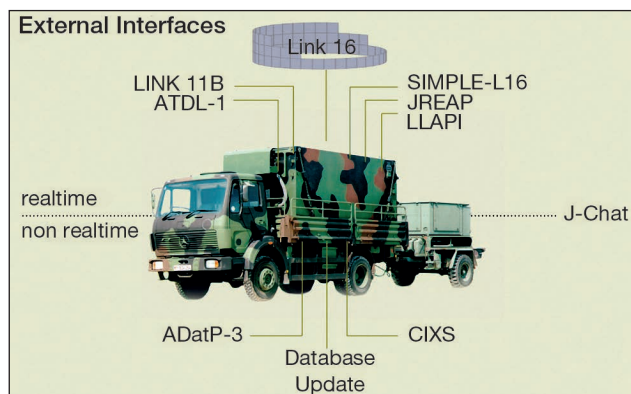 External Interfaces
Link 16
LINK 11B
SIMPLE-L16
ATDL-1
JREAP
LLAPI
realtime
non realtime
J-Chat
ADatP-3
CIXS
Database
Update